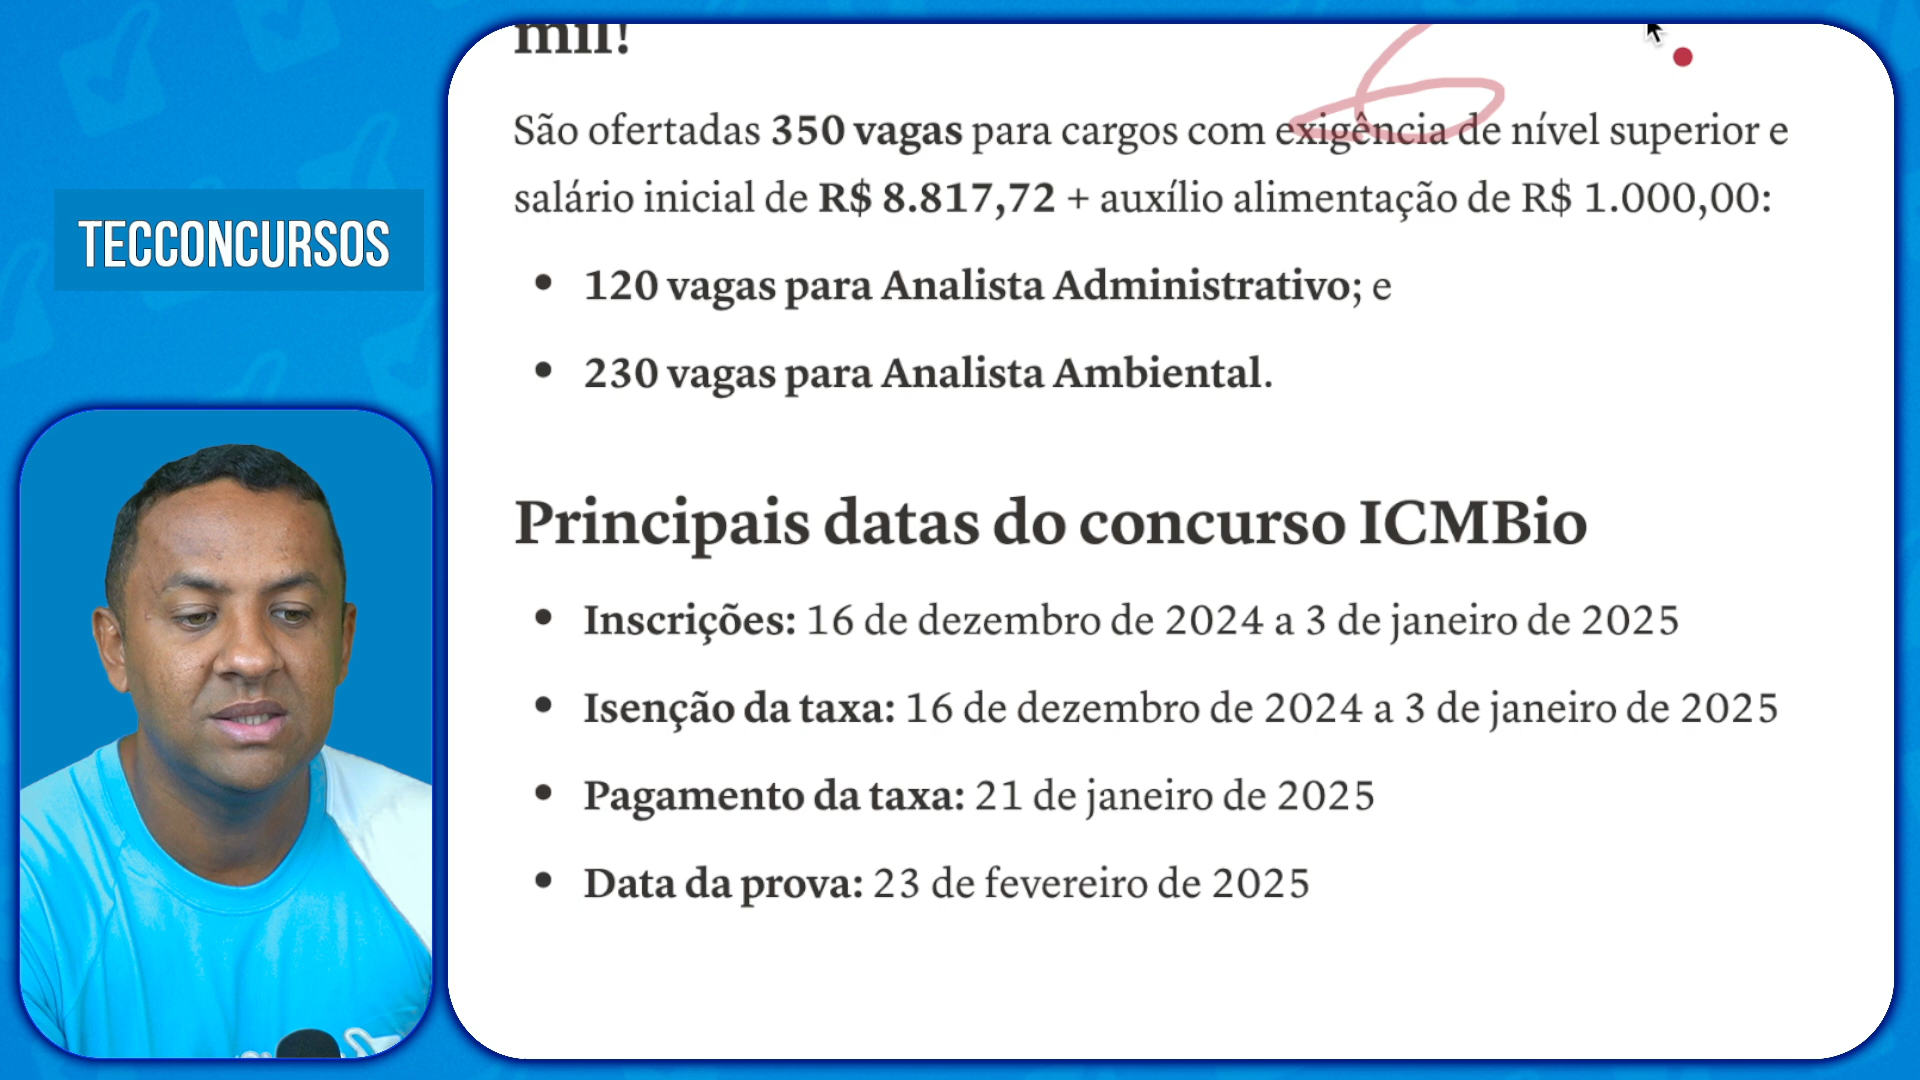 mil!
TECCONCURSOS
São ofertadas 350 vagas para cargos com exigência de nível superior e
salário inicial de R$ 8.817,72 + auxílio alimentação de R$ 1.000,00:
• 120 vagas para Analista Administrativo; e
• 230 vagas para Analista Ambiental.
Principais datas do concurso ICMBio
• Inscrições: 16 de dezembro de 2024 a 3 de janeiro de 2025
• Isenção da taxa: 16 de dezembro de 2024 a 3 de janeiro de 2025
• Pagamento da taxa: 21 de janeiro de 2025
• Data da prova: 23 de fevereiro de 2025